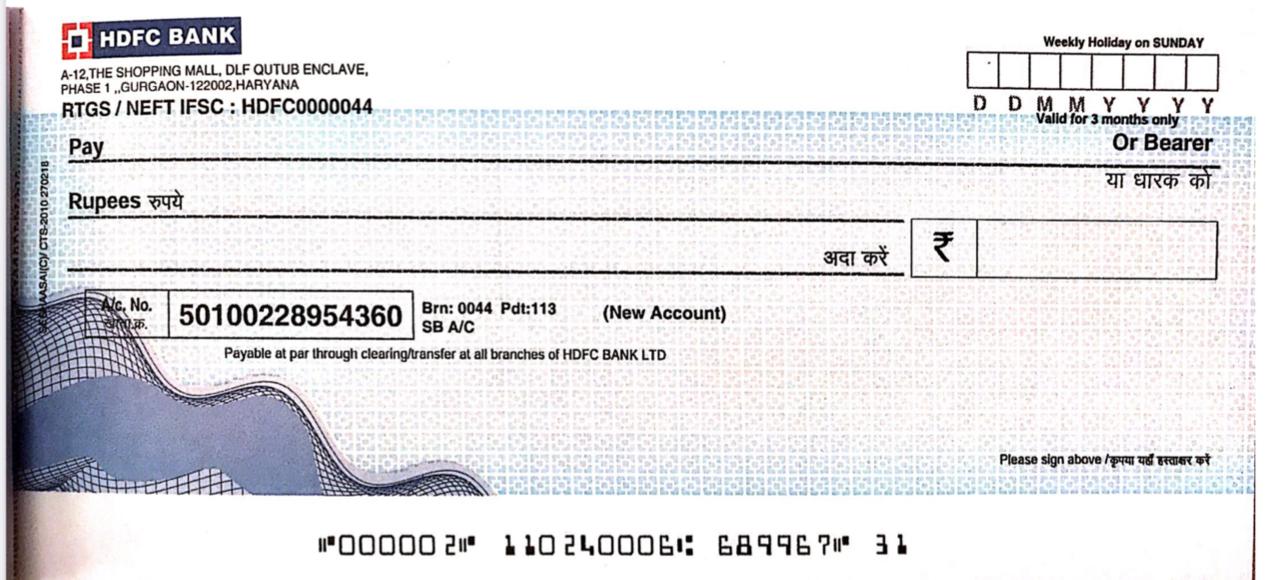 HDFC BANK
Weekly Holiday on SUNDAY
A-12,THE SHOPPING MALL, DLF QUTUB ENCLAVE,
PHASE 1 ,,GURGAON-122002,HARYANA
RTGS / NEFT IFSC : HDFC0000044
D D M M Y Y Y Y
Valid for 3 months only
Pay
Or Bearer
या धारक को
Rupees रुपये
अदा करें
₹
CTS-2010 270218
A/c. No.
खाता क्र.
50100228954360
Brn: 0044 Pdt:113
SB A/C
(New Account)
Payable at par through clearing/transfer at all branches of HDFC BANK LTD
Please sign above /कृपया यहाँ हस्ताक्षर करें
⑈000002⑈ 110240006⑆ 689967⑈ 31